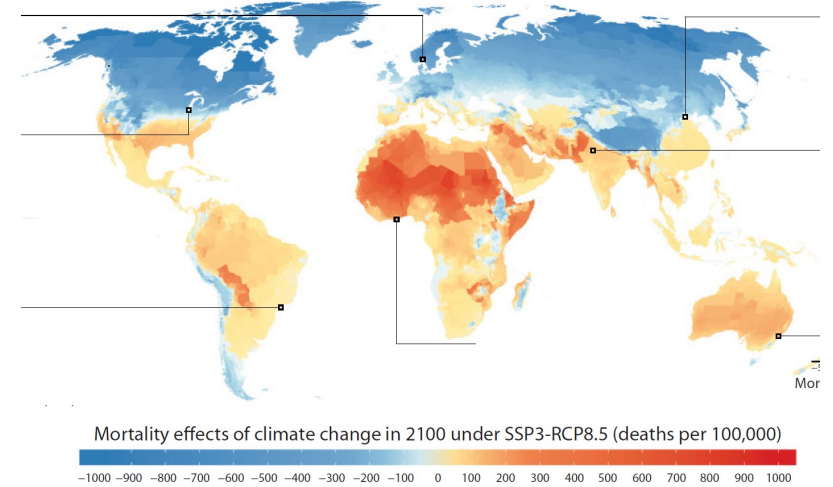 Mor
Mortality effects of climate change in 2100 under SSP3-RCP8.5 (deaths per 100,000)
−1000 −900 −800 −700 −600 −500 −400 −300 −200 −100 0 100 200 300 400 500 600 700 800 900 1000